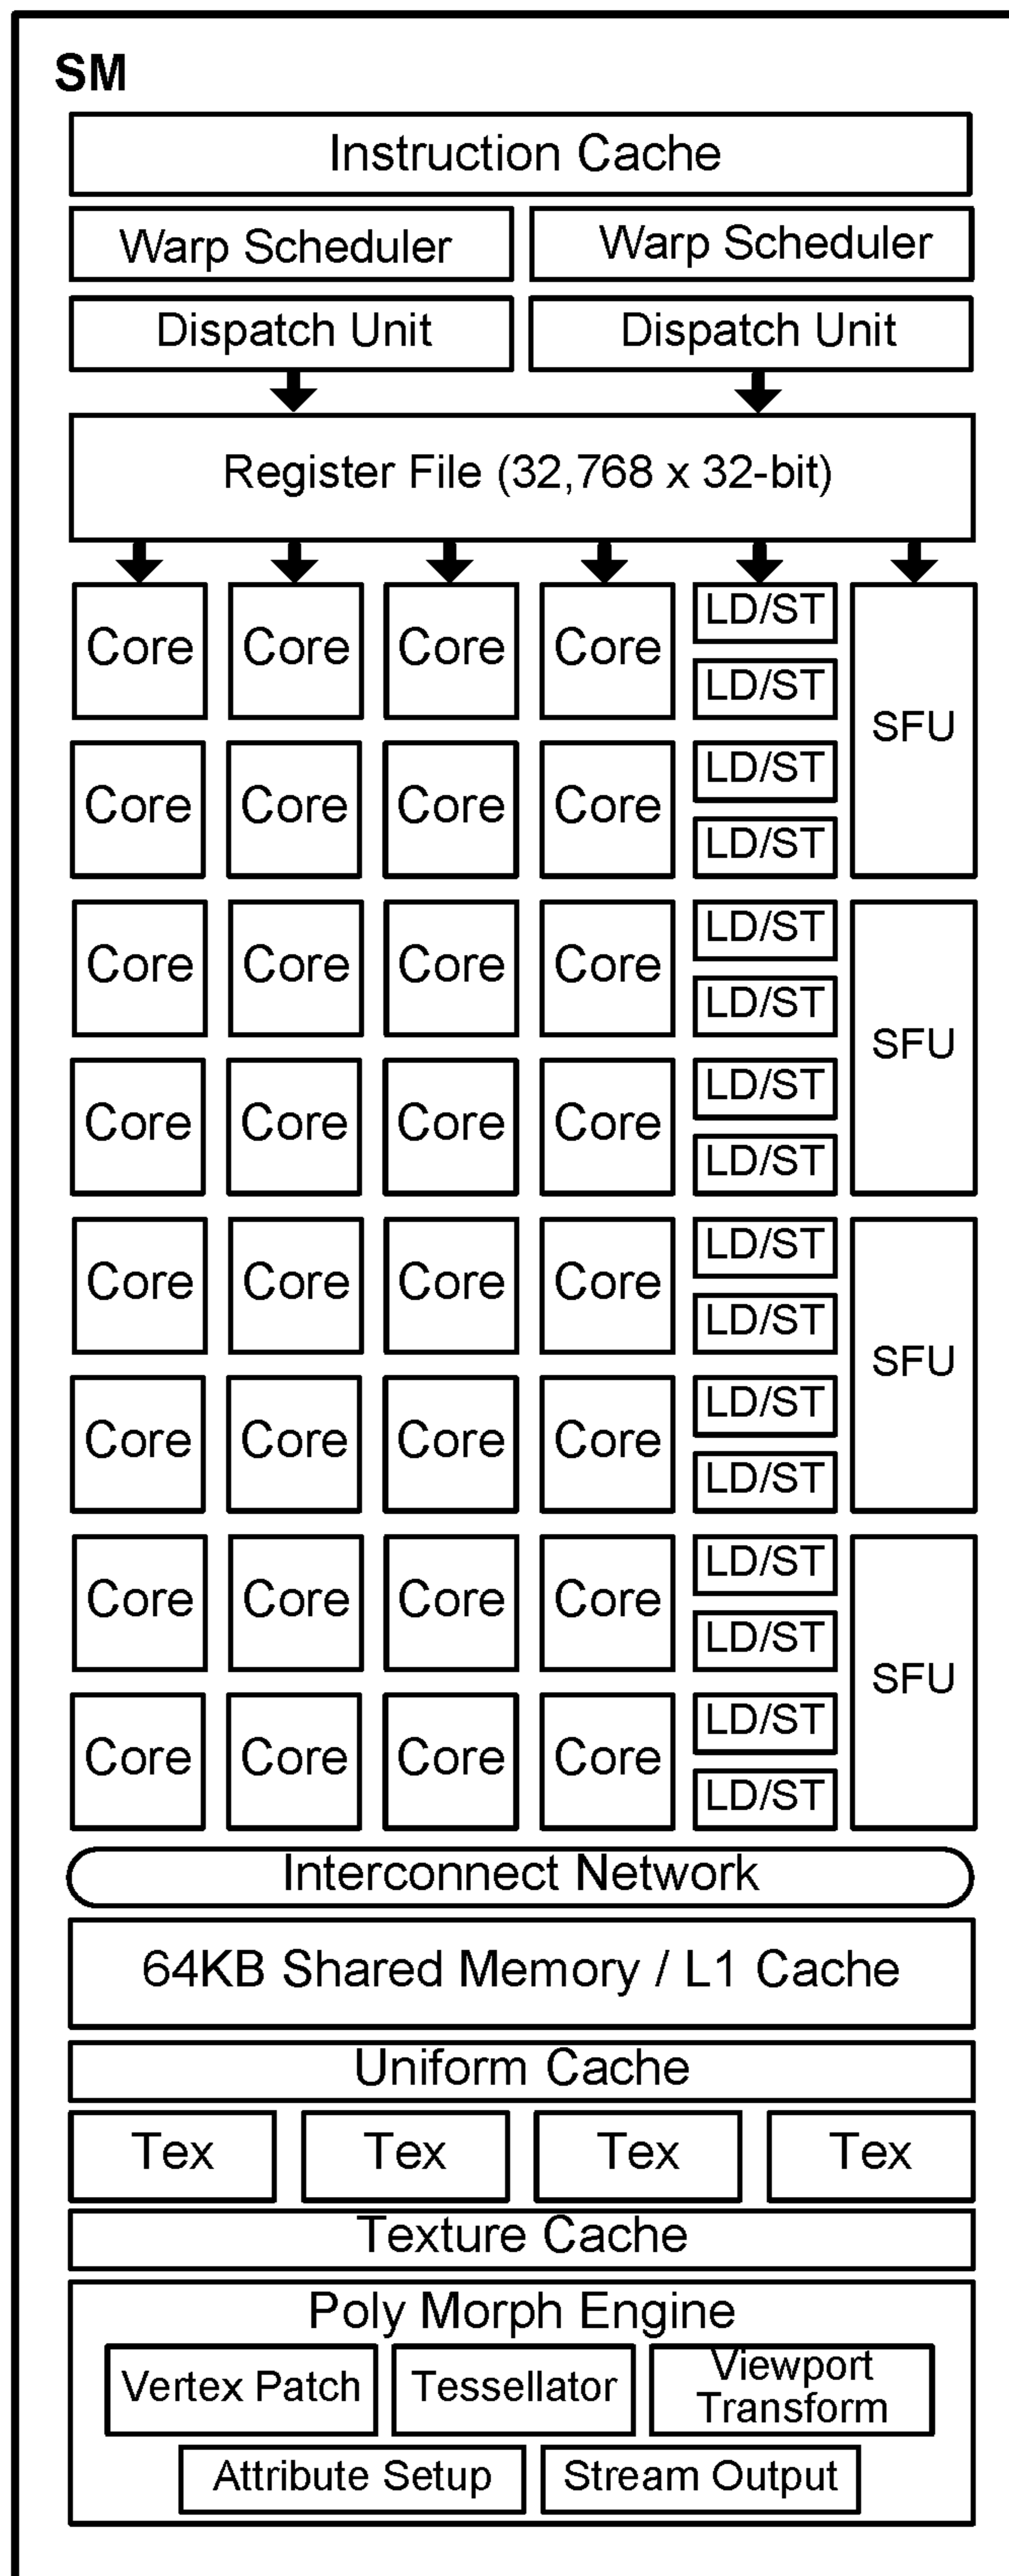 SM
Instruction Cache
Warp Scheduler Warp Scheduler
Dispatch Unit Dispatch Unit
Register File (32,768 x 32-bit)
Core Core Core Core LD/ST
LD/ST
SFU
Core Core Core Core LD/ST
LD/ST
Core Core Core Core LD/ST
LD/ST
SFU
Core Core Core Core LD/ST
LD/ST
Core Core Core Core LD/ST
LD/ST
SFU
Core Core Core Core LD/ST
LD/ST
Core Core Core Core LD/ST
LD/ST
SFU
Core Core Core Core LD/ST
LD/ST
Interconnect Network
64KB Shared Memory / L1 Cache
Uniform Cache
Tex Tex Tex Tex
Texture Cache
Poly Morph Engine
Vertex Patch Tessellator Viewport
Transform
Attribute Setup Stream Output